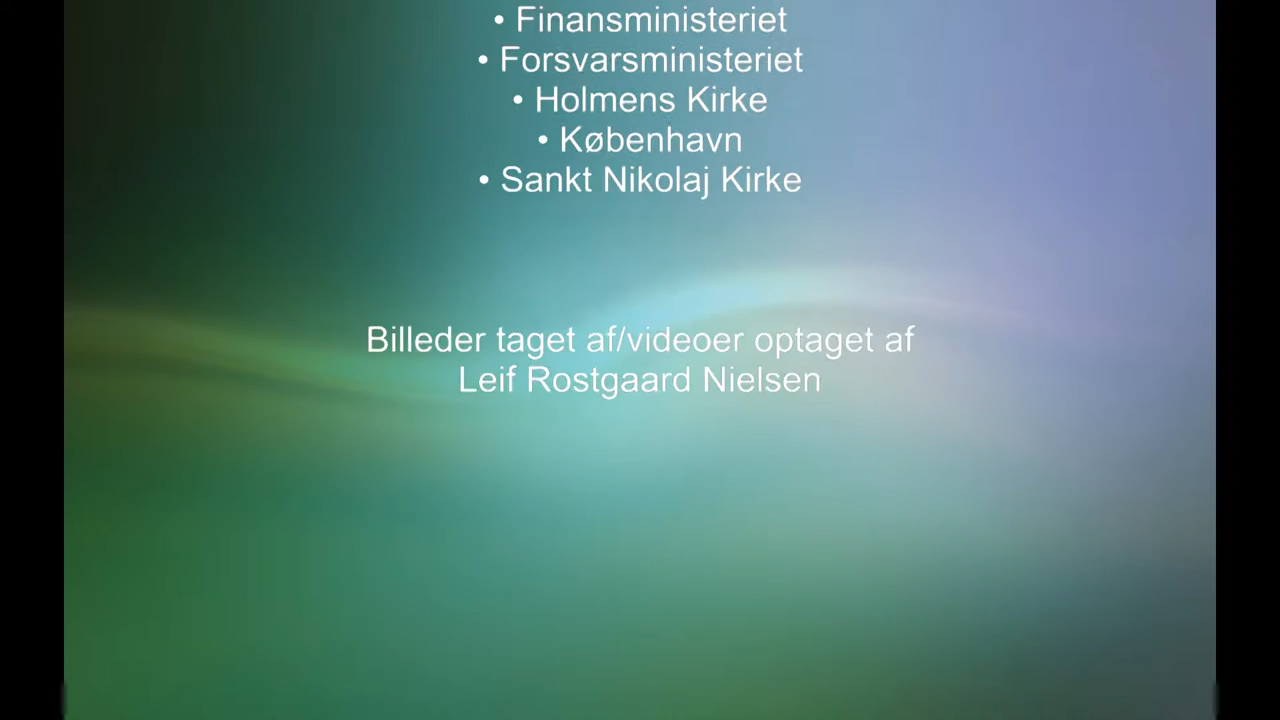 • Finansministeriet
• Forsvarsministeriet
• Holmens Kirke
• København
• Sankt Nikolaj Kirke
Billeder taget af/videoer optaget af
Leif Rostgaard Nielsen